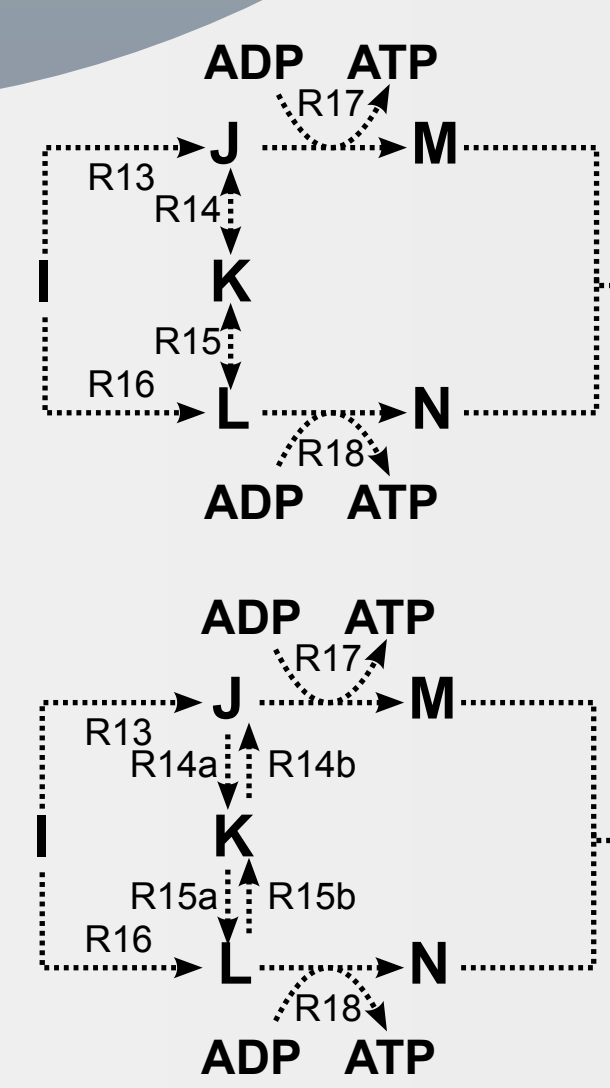 ADP ATP
R17
J M
R13
R14
I K
R15
R16
L N
R18
ADP ATP
ADP ATP
R17
J M
R13
R14a R14b
I K
R15a R15b
R16
L N
R18
ADP ATP